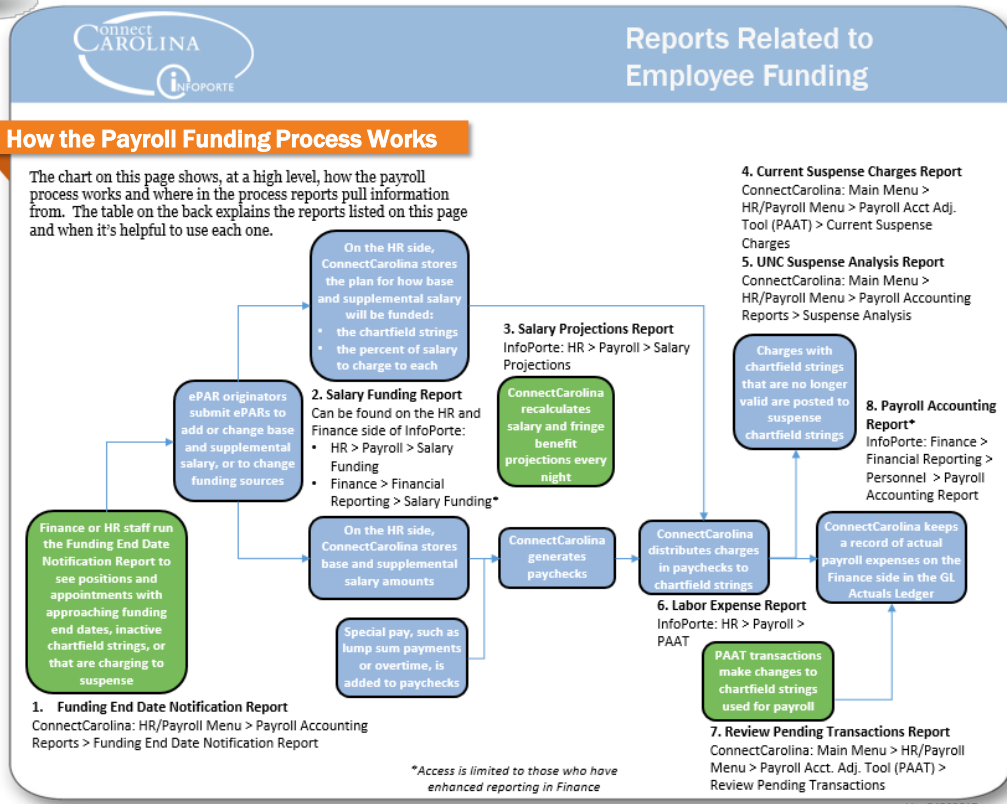 Connect
CAROLINA
INFOPORTE
Reports Related to
Employee Funding
How the Payroll Funding Process Works
The chart on this page shows, at a high level, how the payroll
process works and where in the process reports pull information
from. The table on the back explains the reports listed on this page
and when it's helpful to use each one.
On the HR side,
ConnectCarolina stores
the plan for how base
and supplemental salary
will be funded:
• the chartfield strings
• the percent of salary
to charge to each
4. Current Suspense Charges Report
ConnectCarolina: Main Menu >
HR/Payroll Menu > Payroll Acct Adj.
Tool (PAAT) > Current Suspense
Charges
5. UNC Suspense Analysis Report
ConnectCarolina: Main Menu >
HR/Payroll Menu > Payroll Accounting
Reports > Suspense Analysis
3. Salary Projections Report
InfoPorte: HR > Payroll > Salary
Projections
ConnectCarolina
recalculates
salary and fringe
benefit
projections every
night
Charges with
chartfield strings
that are no longer
valid are posted to
suspense
chartfield strings
ePAR originators
submit ePARs to
add or change base
and supplemental
salary, or to change
funding sources
2. Salary Funding Report
Can be found on the HR and
Finance side of InfoPorte:
• HR > Payroll > Salary
Funding
• Finance > Financial
Reporting > Salary Funding*
8. Payroll Accounting
Report*
InfoPorte: Finance >
Financial Reporting >
Personnel > Payroll
Accounting Report
Finance or HR staff run
the Funding End Date
Notification Report to
see positions and
appointments with
approaching funding
end dates, inactive
chartfield strings, or
that are charging to
suspense
On the HR side,
ConnectCarolina stores
base and supplemental
salary amounts
ConnectCarolina
generates
paychecks
ConnectCarolina
distributes charges
in paychecks to
chartfield strings
ConnectCarolina keeps
a record of actual
payroll expenses on the
Finance side in the GL
Actuals Ledger
6. Labor Expense Report
InfoPorte: HR > Payroll >
PAAT
Special pay, such as
lump sum payments
or overtime, is
added to paychecks
PAAT transactions
make changes to
chartfield strings
used for payroll
1. Funding End Date Notification Report
ConnectCarolina: HR/Payroll Menu > Payroll Accounting
Reports > Funding End Date Notification Report
7. Review Pending Transactions Report
ConnectCarolina: Main Menu > HR/Payroll
Menu > Payroll Acct. Adj. Tool (PAAT) >
Review Pending Transactions
*Access is limited to those who have
enhanced reporting in Finance